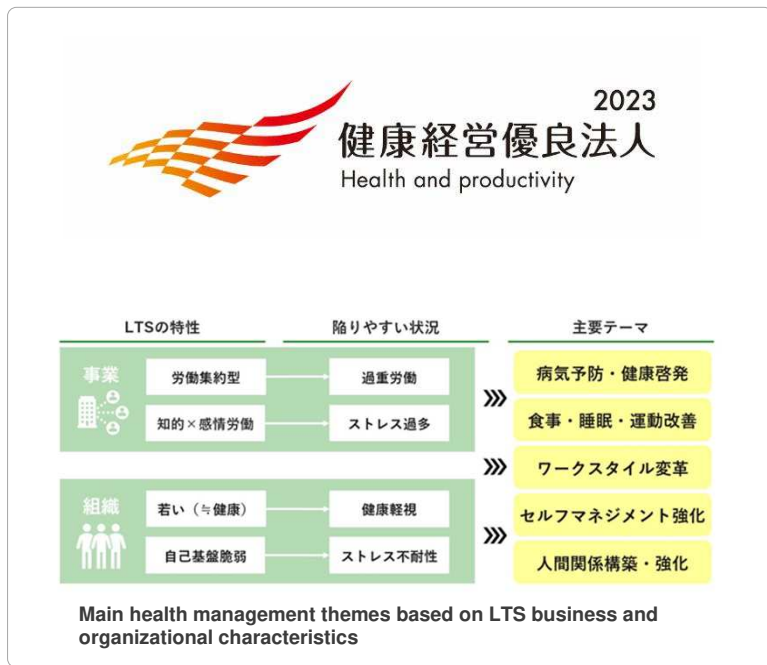 2023
健康経営優良法人
Health and productivity
LTSの特性
陥りやすい状況
主要テーマ
事業
労働集約型
過重労働
知的×感情労働
ストレス過多
組織
若い（≒健康）
健康軽視
自己基盤脆弱
ストレス不耐性
病気予防・健康啓発
食事・睡眠・運動改善
ワークスタイル変革
セルフマネジメント強化
人間関係構築・強化
Main health management themes based on LTS business and
organizational characteristics